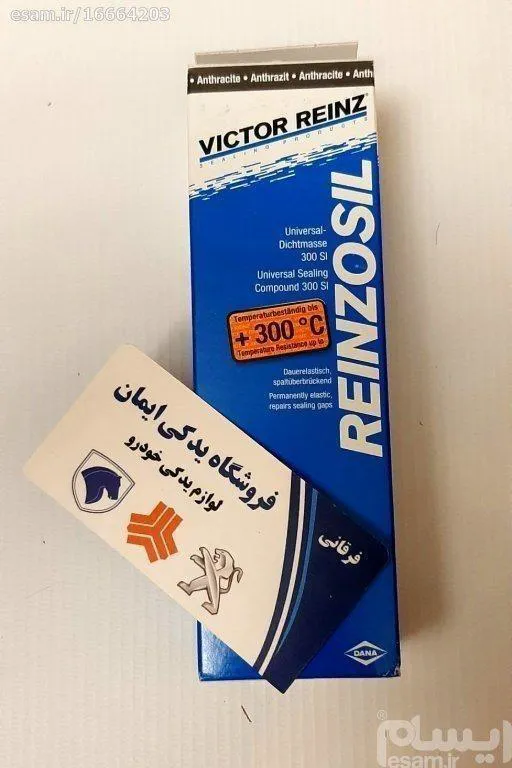 esam.ir/16664203
• Anthracite • Anthrazit • Anthracite • Anth
VICTOR REINZ®
SEALING PRODUCTS
REINZOSIL
Universal-
Dichtmasse
300 SI
Universal Sealing
Compound 300 SI
Temperaturbeständig bis
+ 300 °C
Temperature Resistance up to
Dauerelastisch,
spaltüberbrückend
Permanently elastic,
repairs sealing gaps
فروشگاه یدکی ایمان
لوازم یدکی خودرو
فرقانی
DANA
ایسام®
esam.ir